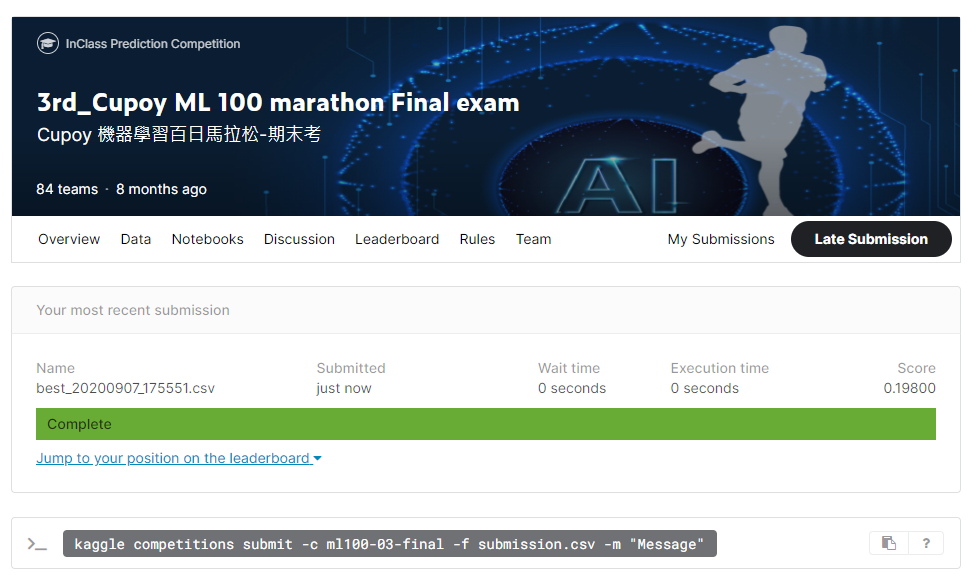 InClass Prediction Competition
3rd_Cupoy ML 100 marathon Final exam
Cupoy 機器學習百日馬拉松-期末考
84 teams · 8 months ago
AI
Overview Data Notebooks Discussion Leaderboard Rules Team My Submissions Late Submission
Your most recent submission
Name Submitted Wait time Execution time Score
best_20200907_175551.csv just now 0 seconds 0 seconds 0.19800
Complete
Jump to your position on the leaderboard
>_ kaggle competitions submit -c ml100-03-final -f submission.csv -m "Message" ?